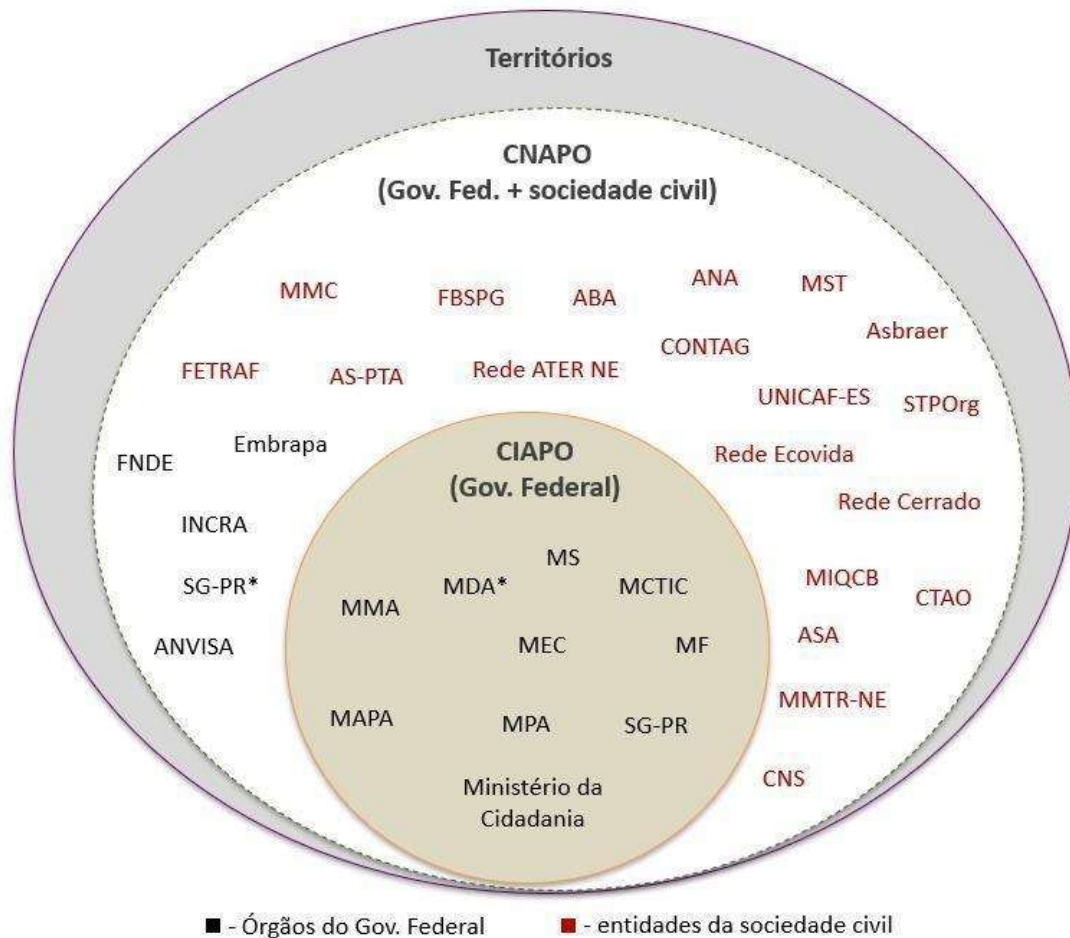 Territórios
CNAPO
(Gov. Fed. + sociedade civil)
MMC
FBSPG
ABA
ANA
MST
Asbraer
FETRAF
AS-PTA
Rede ATER NE
CONTAG
UNICAF-ES
STPOrg
FNDE
Embrapa
Rede Ecovida
Rede Cerrado
INCRA
SG-PR*
ANVISA
MIQCB
CTAO
ASA
MMTR-NE
CNS
CIAPO
(Gov. Federal)
MS
MDA*
MCTIC
MMA
MEC
MF
MAPA
MPA
SG-PR
Ministério da
Cidadania
- Órgãos do Gov. Federal
- entidades da sociedade civil